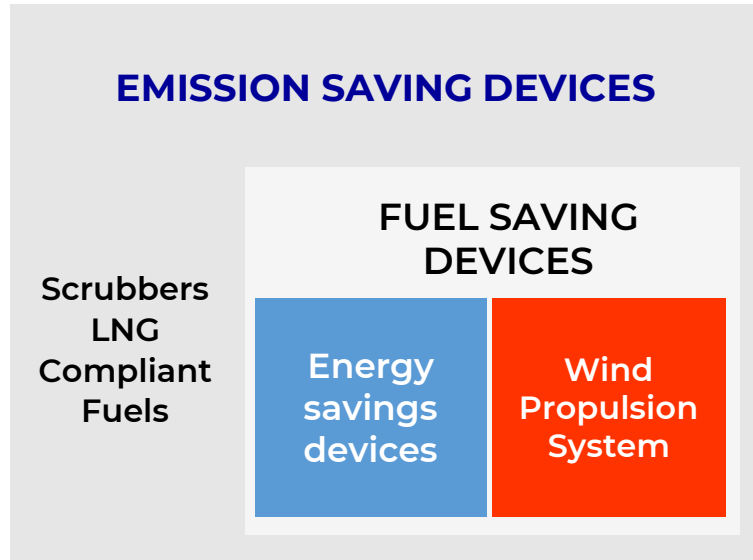 EMISSION SAVING DEVICES
FUEL SAVING
DEVICES
Scrubbers
LNG
Compliant
Fuels
Energy
savings
devices
Wind
Propulsion
System